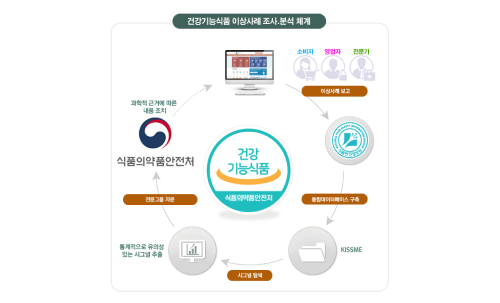 건강기능식품 이상사례 조사.분석 체계
소비자 영업자 전문가
이상사례 보고
과학적 근거에 따른
내용 조치
식품의약품안전처
건강
기능식품
식품의약품안전처
전문그룹 자문
통합데이터베이스 구축
통계적으로 유의성
있는 시그널 추출
KISSME
시그널 탐색